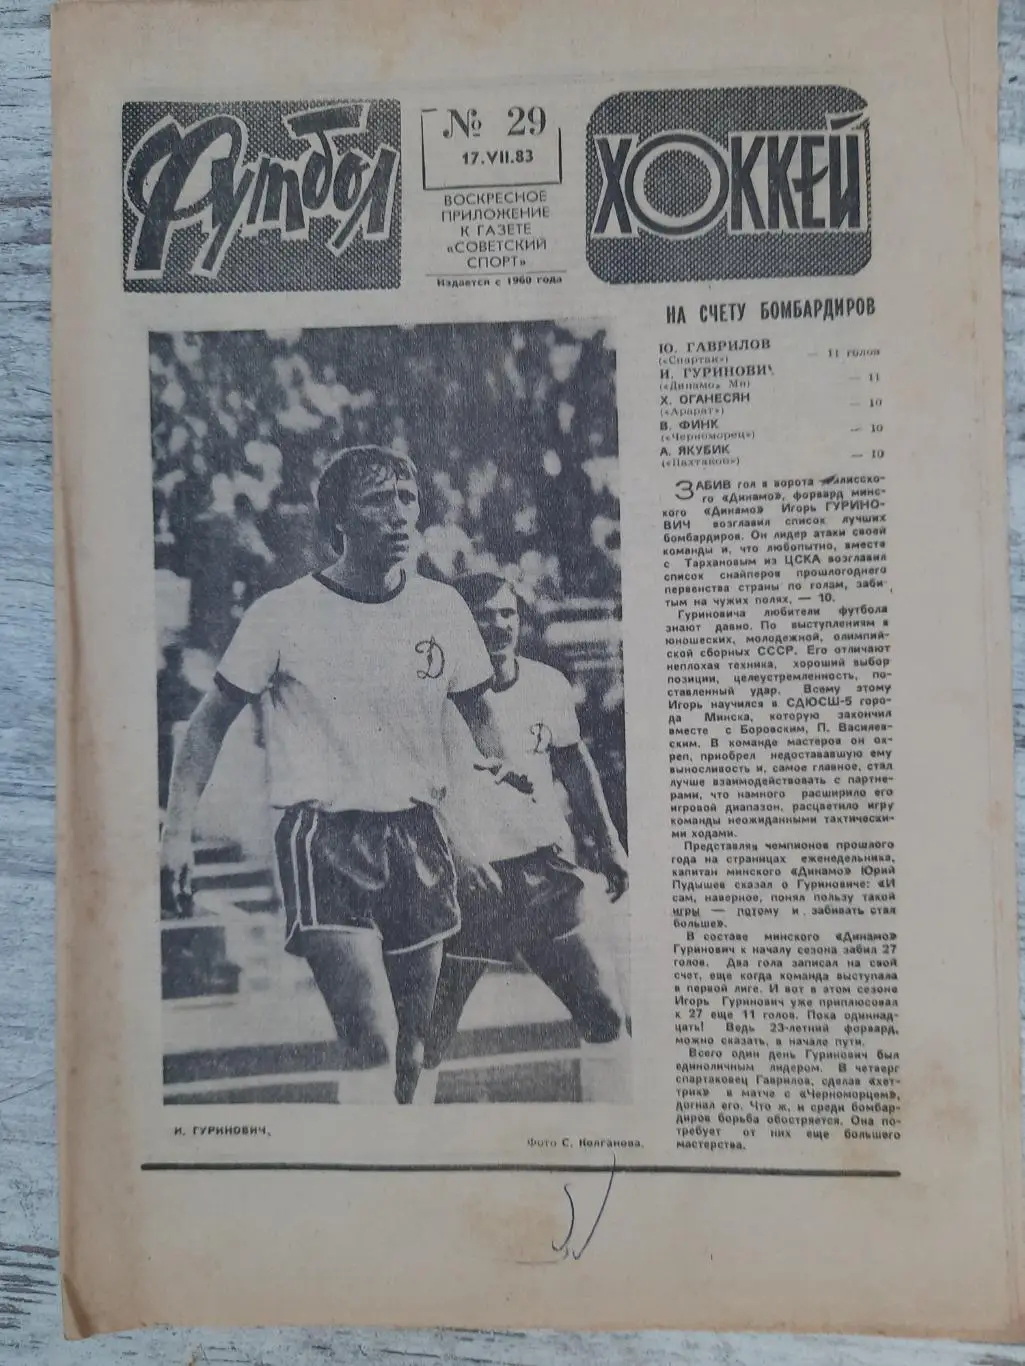 Футбол
№ 29
17.VII.83
ВОСКРЕСНОЕ
ПРИЛОЖЕНИЕ
К ГАЗЕТЕ
«СОВЕТСКИЙ
СПОРТ»
Издается с 1960 года
ХОККЕЙ
НА СЧЕТУ БОМБАРДИРОВ
Ю. ГАВРИЛОВ
(«Спартак») — 11 голов
И. ГУРИНОВИЧ
(«Динамо» Мн) — 11
Х. ОГАНЕСЯН
(«Арарат») — 10
В. ФИНК
(«Черноморец») — 10
А. ЯКУБИК
(«Пахтакор») — 10
ЗАБИВ гол в ворота
го «Динамо», форвард минс-
кого «Динамо» Игорь ГУРИНО-
ВИЧ возглавил список лучших
бомбардиров. Он лидер атаки своей
команды и, что любопытно, вместе
с Тархановым из ЦСКА возглавил
список снайперов прошлогоднего
первенства страны по голам, заби-
тым на чужих полях, — 10.
Гуриновича любители футбола
знают давно. По выступлениям в
юношеских, молодежной, олимпий-
ской сборных СССР. Его отличают
неплохая техника, хороший выбор
позиции, целеустремленность, по-
ставленный удар. Всему этому
Игорь научился в СДЮСШ-5 горо-
да Минска, которую закончил
вместе с Боровским, П. Василев-
ским. В команде мастеров он ок-
реп, приобрел недостававшую ему
выносливость и, самое главное, стал
лучше взаимодействовать с партне-
рами, что намного расширило его
игровой диапазон, расцветило игру
команды неожиданными тактически-
ми ходами.
Представляя чемпионов прошлого
года на страницах еженедельника,
капитан минского «Динамо» Юрий
Пудышев сказал о Гуриновиче: «И
сам, наверное, понял пользу такой
игры — потому и забивать стал
больше».
В составе минского «Динамо»
Гуринович к началу сезона забил 27
голов. Два гола записал на свой
счет, еще когда команда выступала
в первой лиге. И вот в этом сезоне
Игорь Гуринович уже приплюсовал
к 27 еще 11 голов. Пока одиннад-
цать! Ведь 23-летний форвард,
можно сказать, в начале пути.
Всего один день Гуринович был
единоличным лидером. В четверг
спартаковец Гаврилов, сделав «хет-
трик» в матче с «Черноморцем»,
догнал его. Что ж, и среди бомбар-
диров борьба обостряется. Она по-
требует от них еще большего
мастерства.
И. ГУРИНОВИЧ.
Фото С. Колганова.